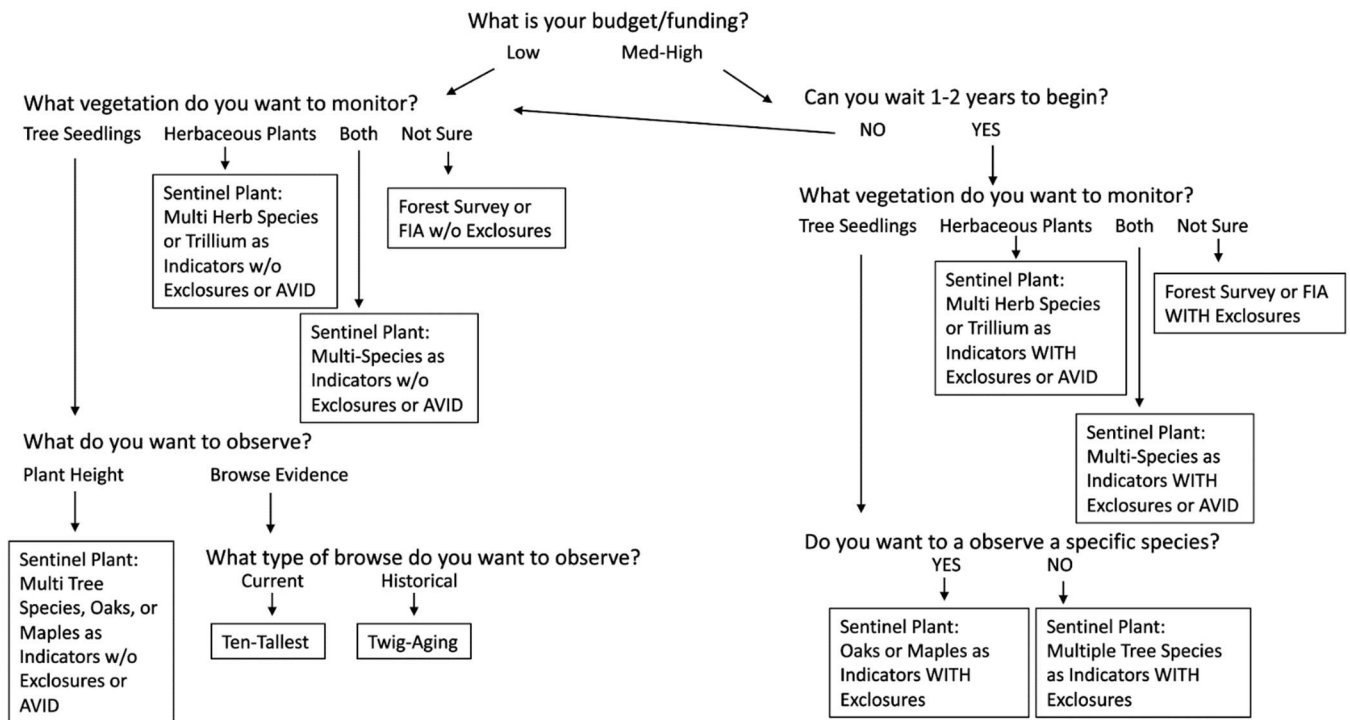 What is your budget/funding?
Low Med-High
What vegetation do you want to monitor?
Tree Seedlings Herbaceous Plants Both Not Sure
Sentinel Plant:
Multi Herb Species
or Trillium as
Indicators w/o
Exclosures or AVID
Forest Survey or
FIA w/o Exclosures
Sentinel Plant:
Multi-Species as
Indicators w/o
Exclosures or AVID
What do you want to observe?
Plant Height Browse Evidence
Sentinel Plant:
Multi Tree
Species, Oaks, or
Maples as
Indicators w/o
Exclosures or
AVID
What type of browse do you want to observe?
Current Historical
Ten-Tallest
Twig-Aging
Can you wait 1-2 years to begin?
NO YES
What vegetation do you want to monitor?
Tree Seedlings Herbaceous Plants Both Not Sure
Sentinel Plant:
Multi Herb Species
or Trillium as
Indicators WITH
Exclosures or AVID
Forest Survey or FIA
WITH Exclosures
Sentinel Plant:
Multi-Species as
Indicators WITH
Exclosures or AVID
Do you want to a observe a specific species?
YES NO
Sentinel Plant:
Oaks or Maples as
Indicators WITH
Exclosures
Sentinel Plant:
Multiple Tree Species
as Indicators WITH
Exclosures